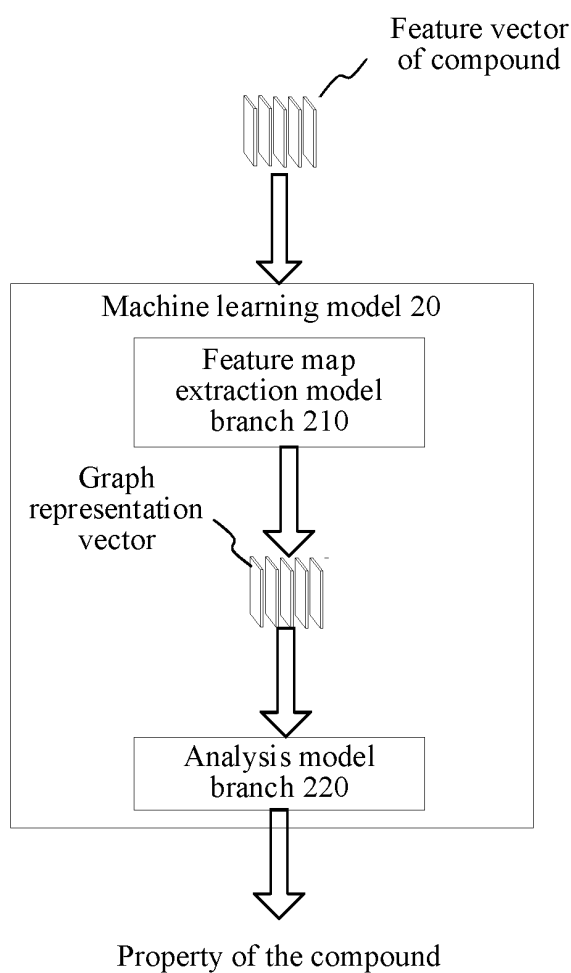 Feature vector
of compound
Machine learning model 20
Feature map
extraction model
branch 210
Graph
representation
vector
Analysis model
branch 220
Property of the compound